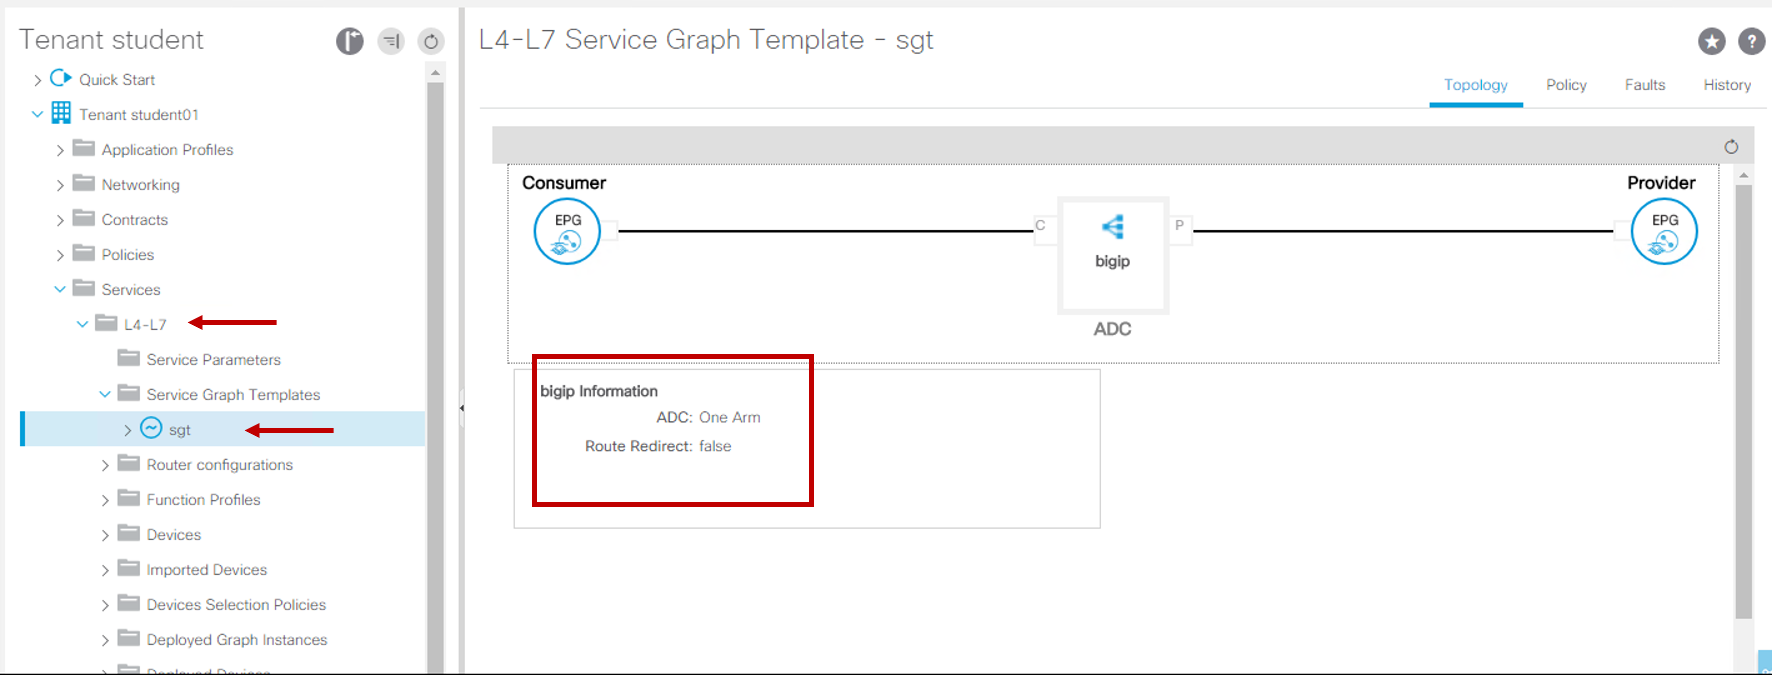 Tenant student
Quick Start
Tenant student01
Application Profiles
Networking
Contracts
Policies
Services
L4-L7
Service Parameters
Service Graph Templates
sgt
Router configurations
Function Profiles
Devices
Imported Devices
Devices Selection Policies
Deployed Graph Instances
Deployed Devices
L4-L7 Service Graph Template - sgt
Topology Policy Faults History
Consumer Provider
EPG C P EPG
bigip
ADC
bigip Information
ADC: One Arm
Route Redirect: false